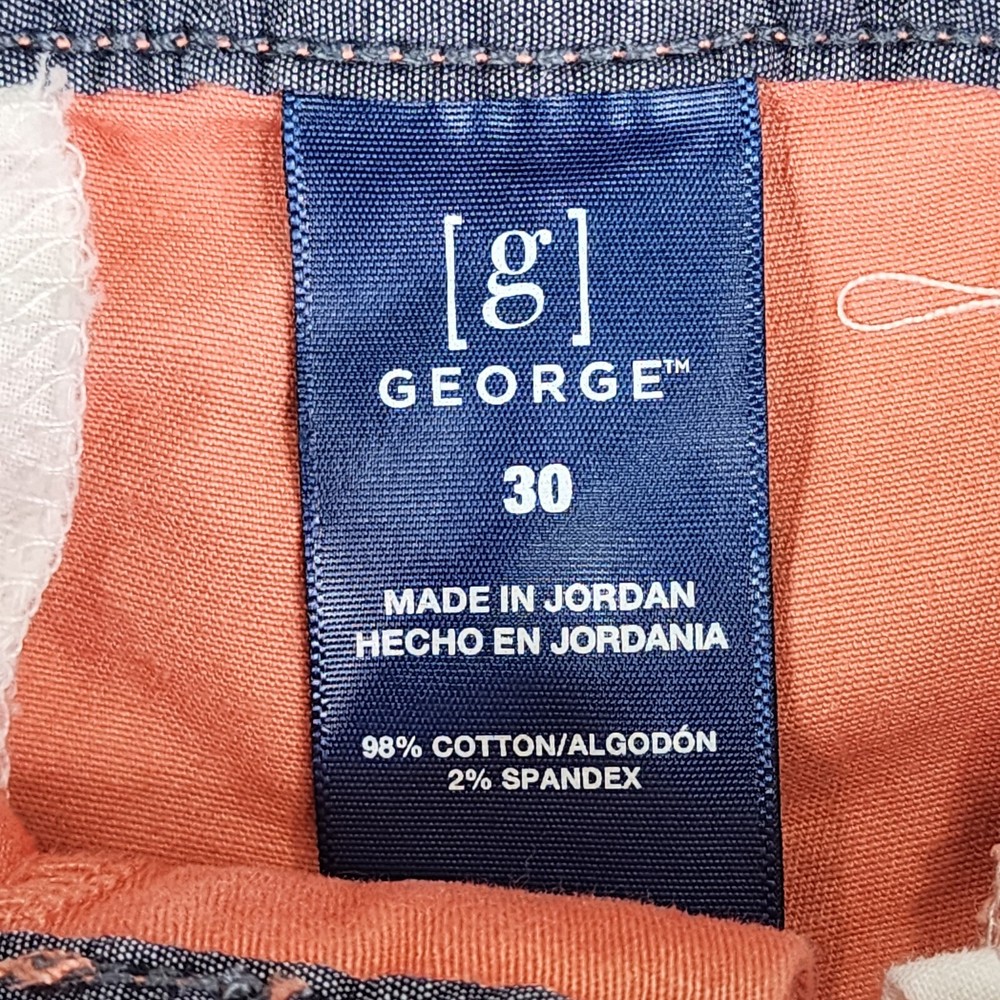 [g]
GEORGE™
30
MADE IN JORDAN
HECHO EN JORDANIA
98% COTTON/ALGODÓN
2% SPANDEX